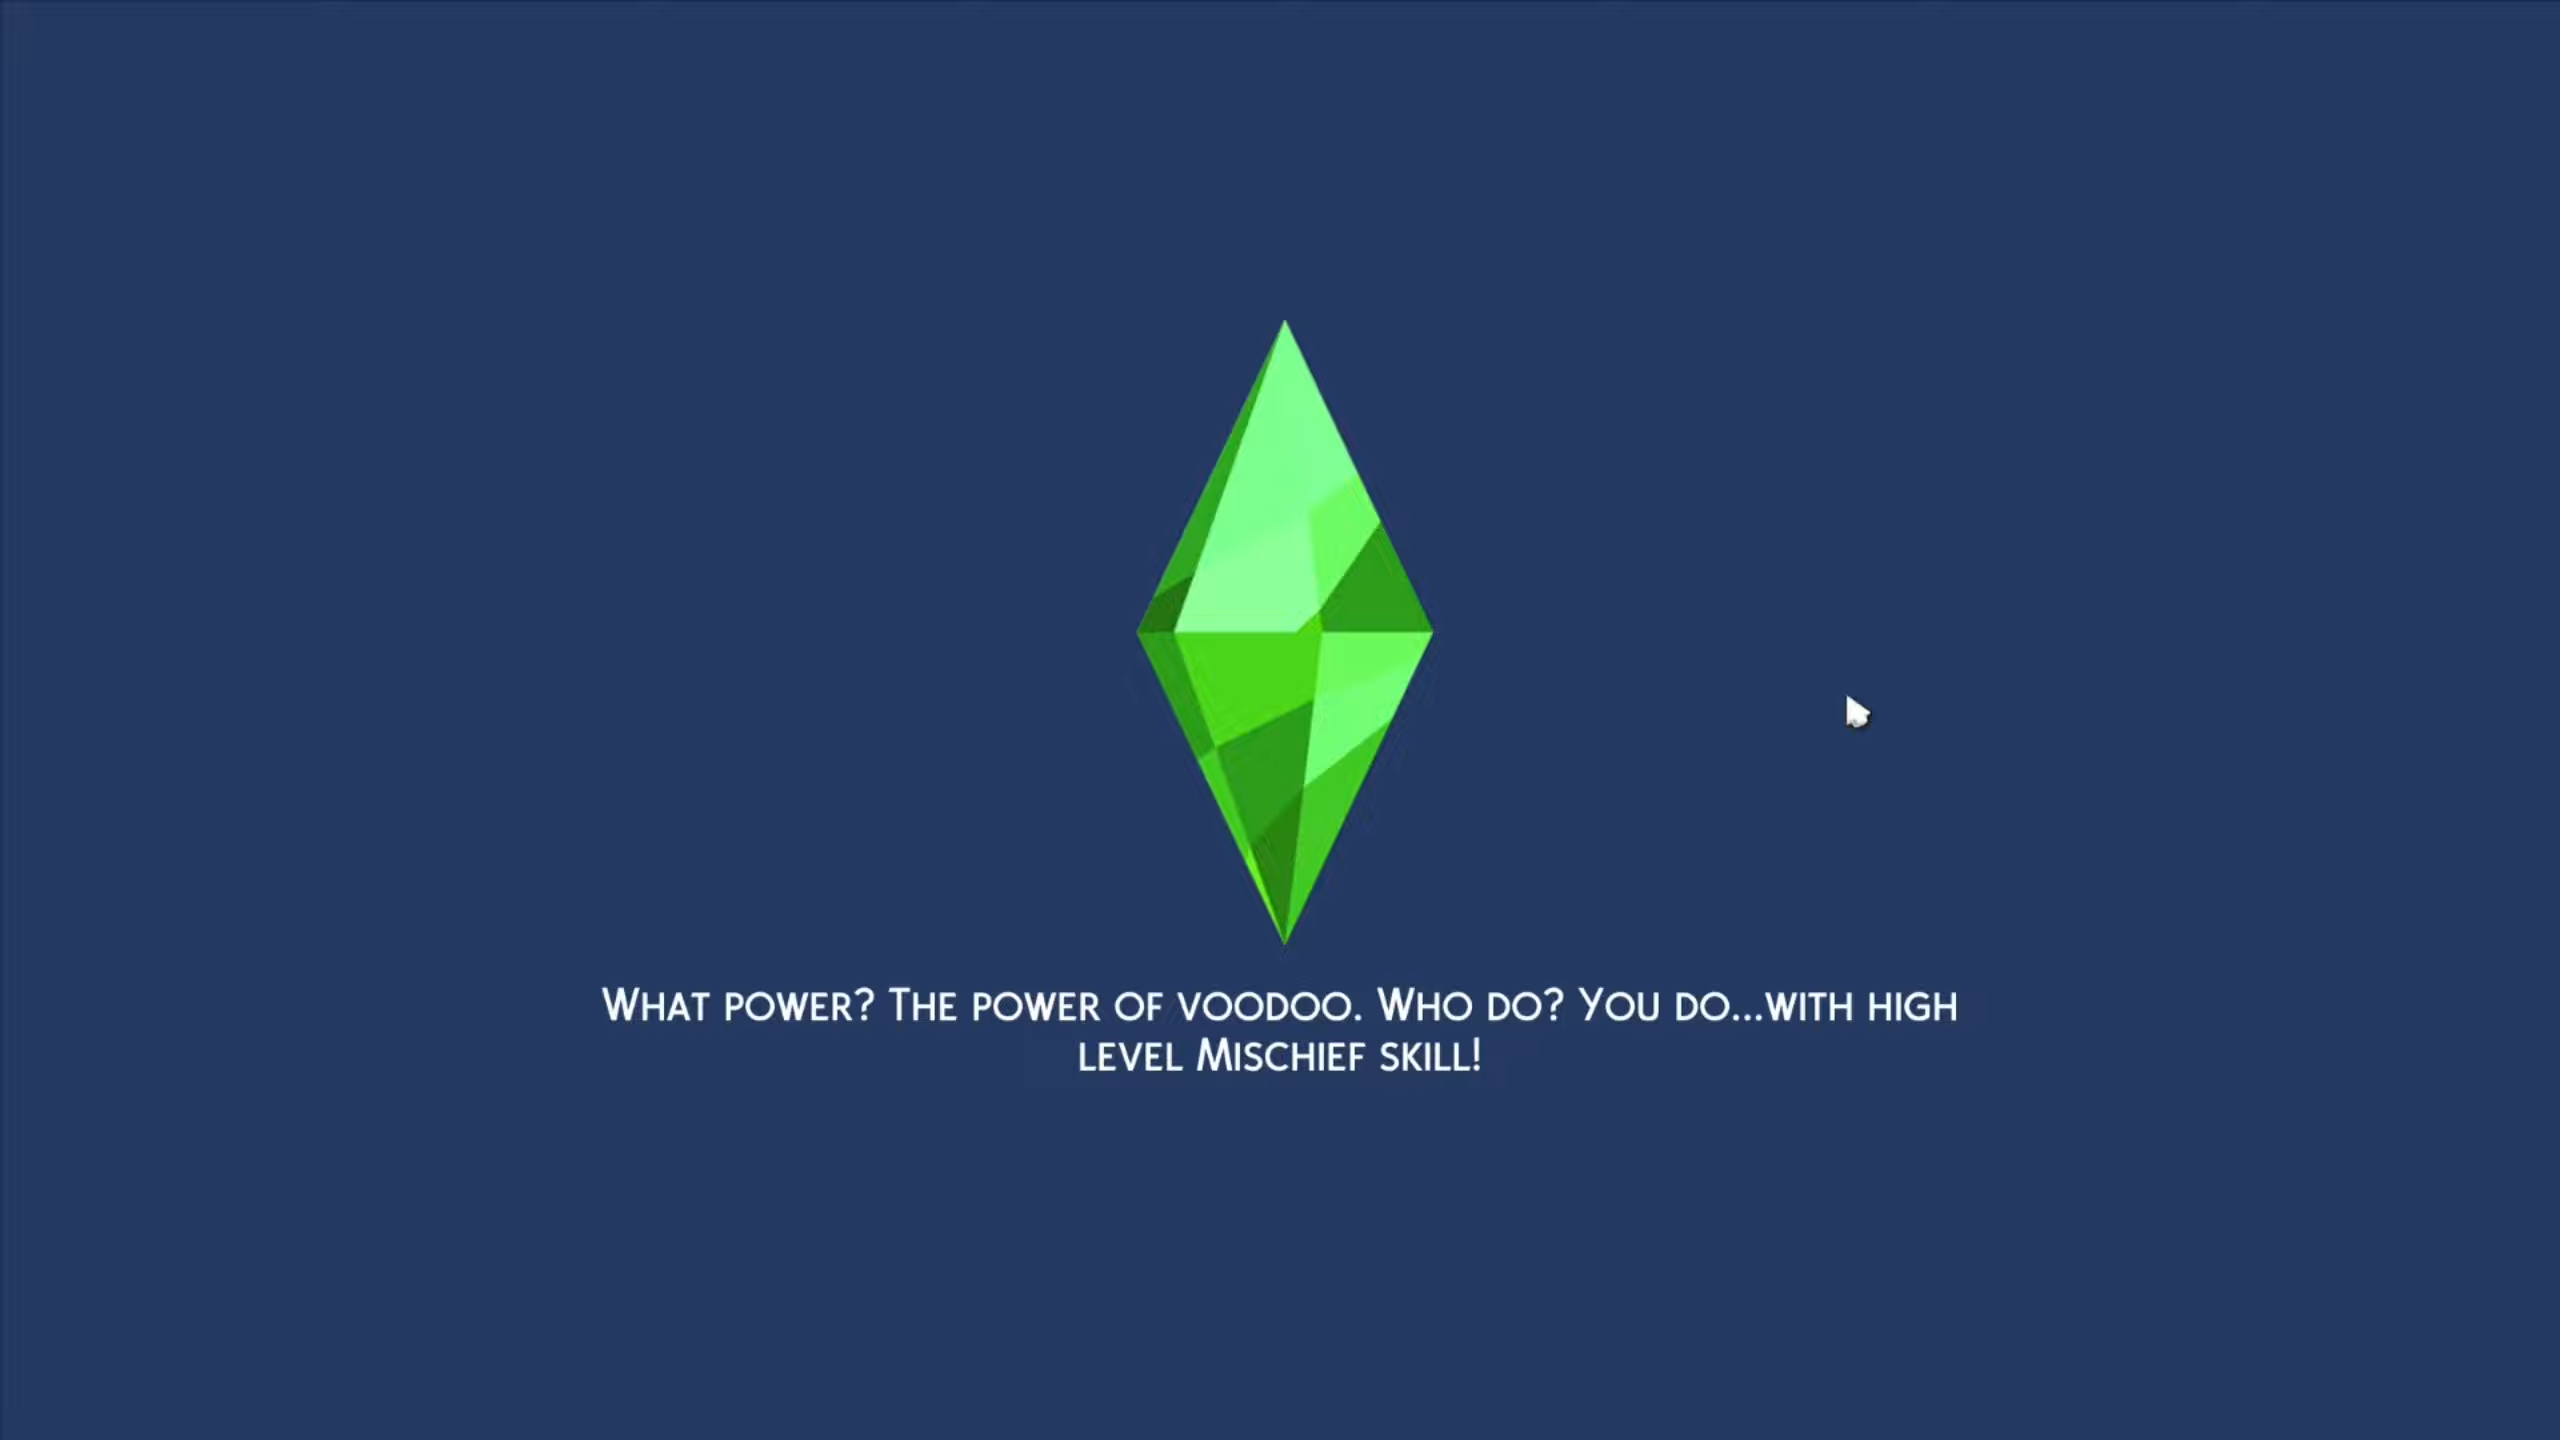 What power? The power of voodoo. Who do? You do...with high
level Mischief skill!